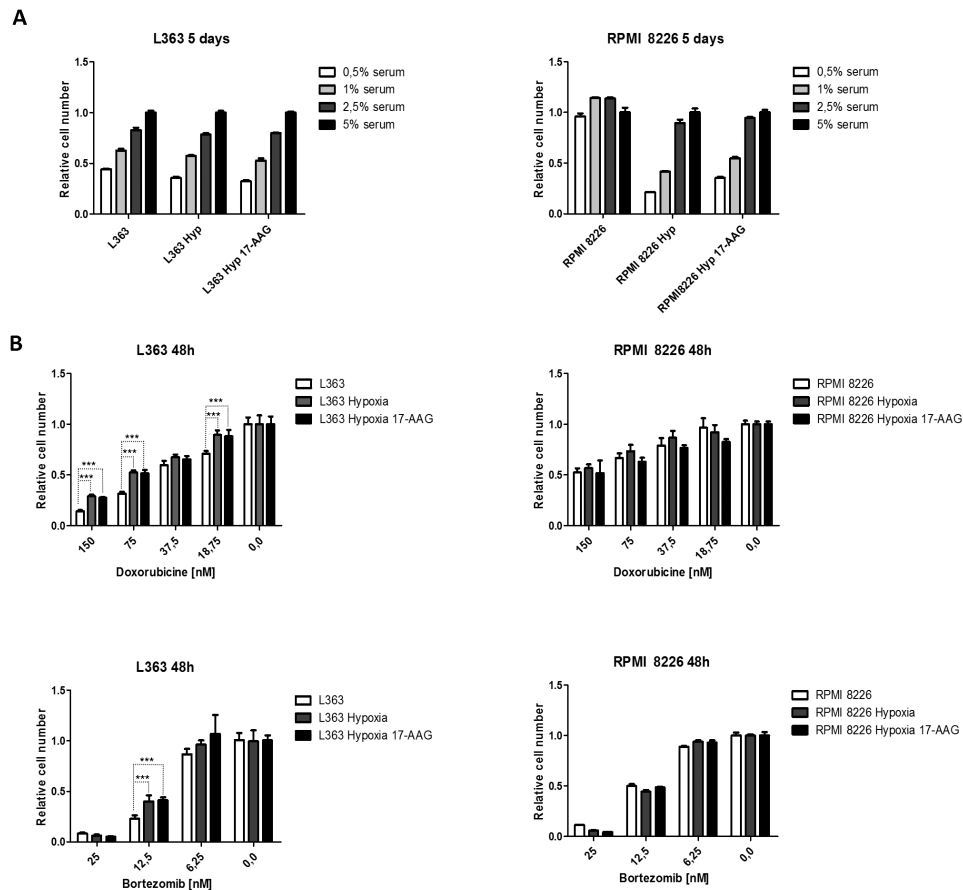 A
L363 5 days
Relative cell number
1.5
1.0
0.5
0.0
L363
L363 Hyp
L363 Hyp 17-AAG
0,5% serum
1% serum
2,5% serum
5% serum
RPMI 8226 5 days
Relative cell number
1.5
1.0
0.5
0.0
RPMI 8226
RPMI 8226 Hyp
RPMI8226 Hyp 17-AAG
0,5% serum
1% serum
2,5% serum
5% serum
B
L363 48h
Relative cell number
1.5
1.0
0.5
0.0
***
***
***
***
***
***
150
75
37,5
18,75
0,0
Doxorubicine [nM]
L363
L363 Hypoxia
L363 Hypoxia 17-AAG
RPMI 8226 48h
Relative cell number
1.5
1.0
0.5
0.0
150
75
37,5
18,75
0,0
Doxorubicine [nM]
RPMI 8226
RPMI 8226 Hypoxia
RPMI 8226 Hypoxia 17-AAG
L363 48h
Relative cell number
1.5
1.0
0.5
0.0
***
***
25
12,5
6,25
0,0
Bortezomib [nM]
L363
L363 Hypoxia
L363 Hypoxia 17-AAG
RPMI 8226 48h
Relative cell number
1.5
1.0
0.5
0.0
25
12,5
6,25
0,0
Bortezomib [nM]
RPMI 8226
RPMI 8226 Hypoxia
RPMI 8226 Hypoxia 17-AAG